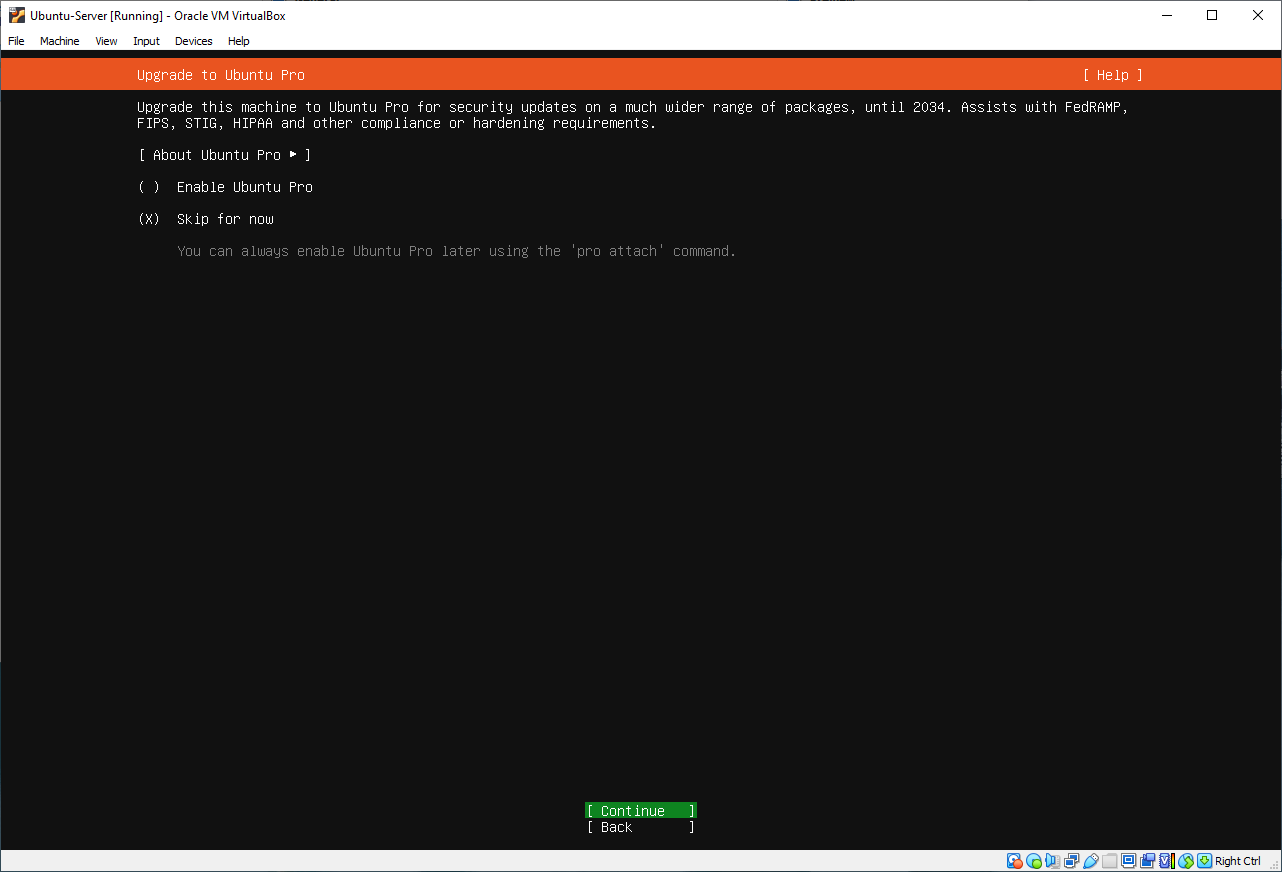 Ubuntu-Server [Running] - Oracle VM VirtualBox
File Machine View Input Devices Help
Upgrade to Ubuntu Pro [ Help ]
Upgrade this machine to Ubuntu Pro for security updates on a much wider range of packages, until 2034. Assists with FedRAMP,
FIPS, STIG, HIPAA and other compliance or hardening requirements.
[ About Ubuntu Pro ► ]
( ) Enable Ubuntu Pro
(X) Skip for now
You can always enable Ubuntu Pro later using the 'pro attach' command.
[ Continue ]
[ Back ]
Right Ctrl